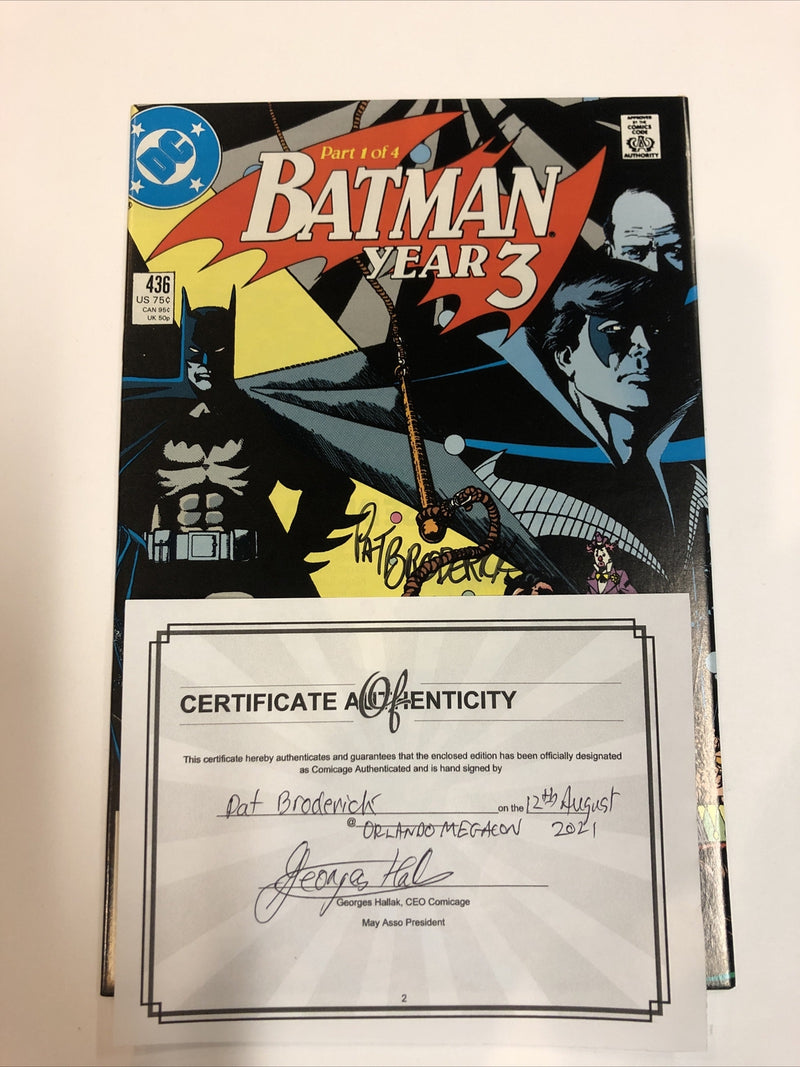 DC
Part 1 of 4
BATMAN
YEAR 3
APPROVED
BY THE
COMICS
CODE
CA
AUTHORITY
436
US 75¢
CAN 95¢
UK 50p
PAT BRODERICK
CERTIFICATE Of AUTHENTICITY
This certificate hereby authenticates and guarantees that the enclosed edition has been officially designated
as Comicage Authenticated and is hand signed by
Pat Broderick on the 12th August
@ ORLANDO MEGACON 2021
Georges Hal
Georges Hallak, CEO Comicage
May Asso President
2